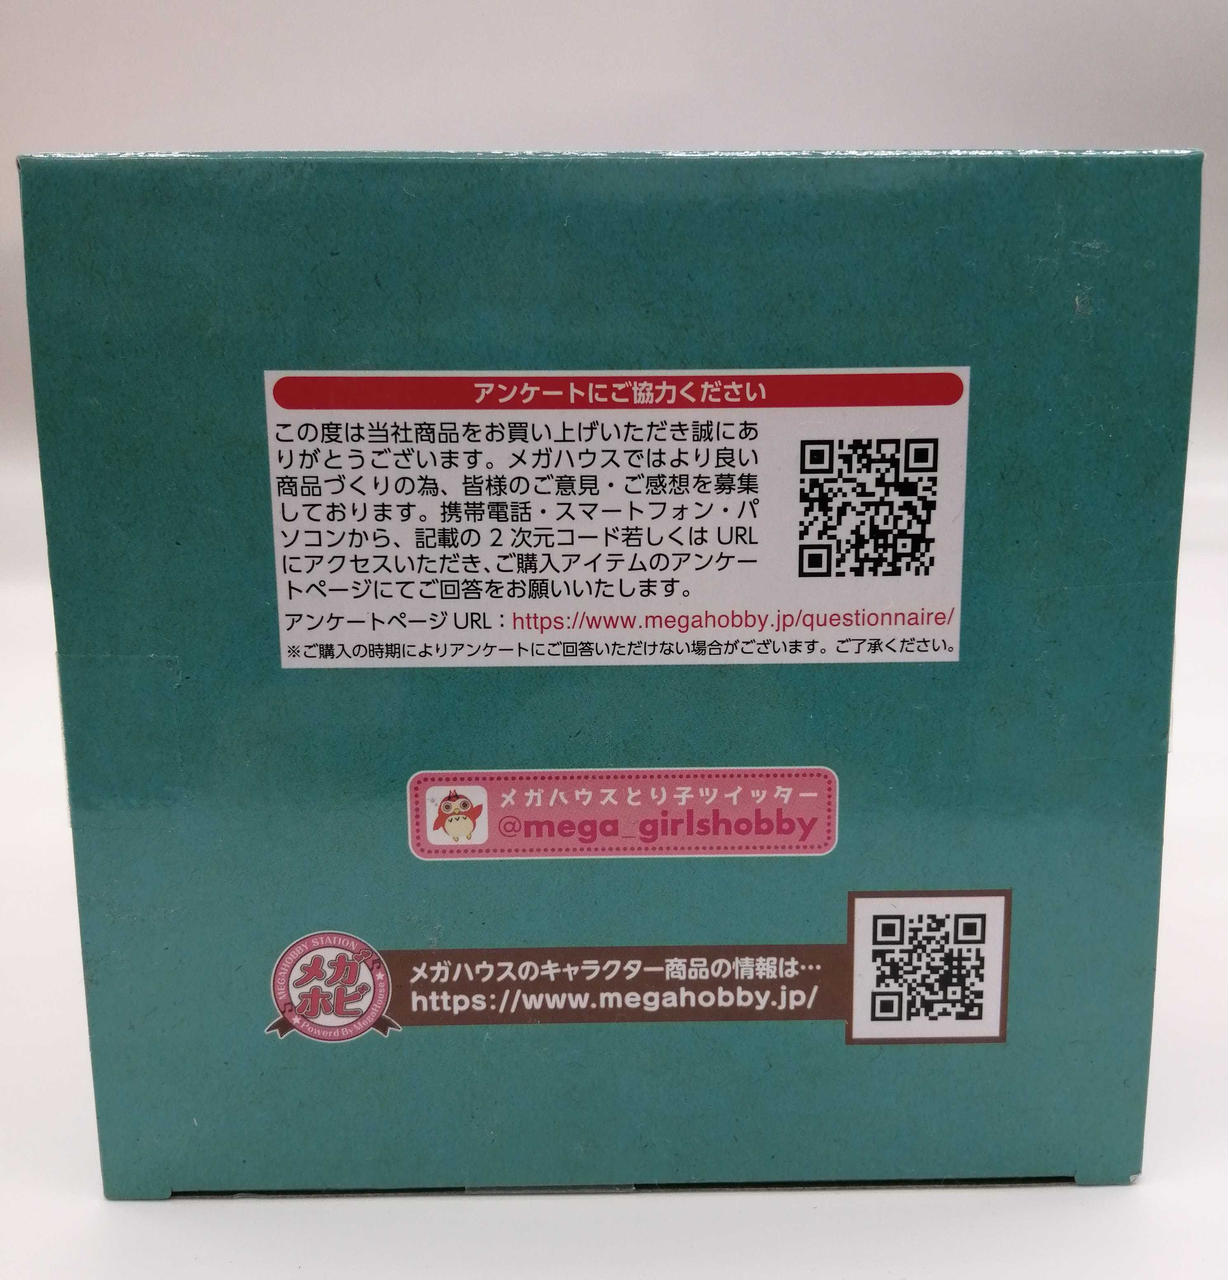 アンケートにご協力ください
この度は当社商品をお買い上げいただき誠にあ
りがとうございます。メガハウスではより良い
商品づくりの為、皆様のご意見・ご感想を募集
しております。携帯電話・スマートフォン・パ
ソコンから、記載の 2 次元コード若しくは URL
にアクセスいただき、ご購入アイテムのアンケー
トページにてご回答をお願いいたします。
アンケートページ URL：https://www.megahobby.jp/questionnaire/
※ご購入の時期によりアンケートにご回答いただけない場合がございます。ご了承ください。
メガハウスとり子ツイッター
@mega_girlshobby
MEGAHOBBY STATION
メガ
ホビ
Powerd By MegaHouse
メガハウスのキャラクター商品の情報は…
https://www.megahobby.jp/